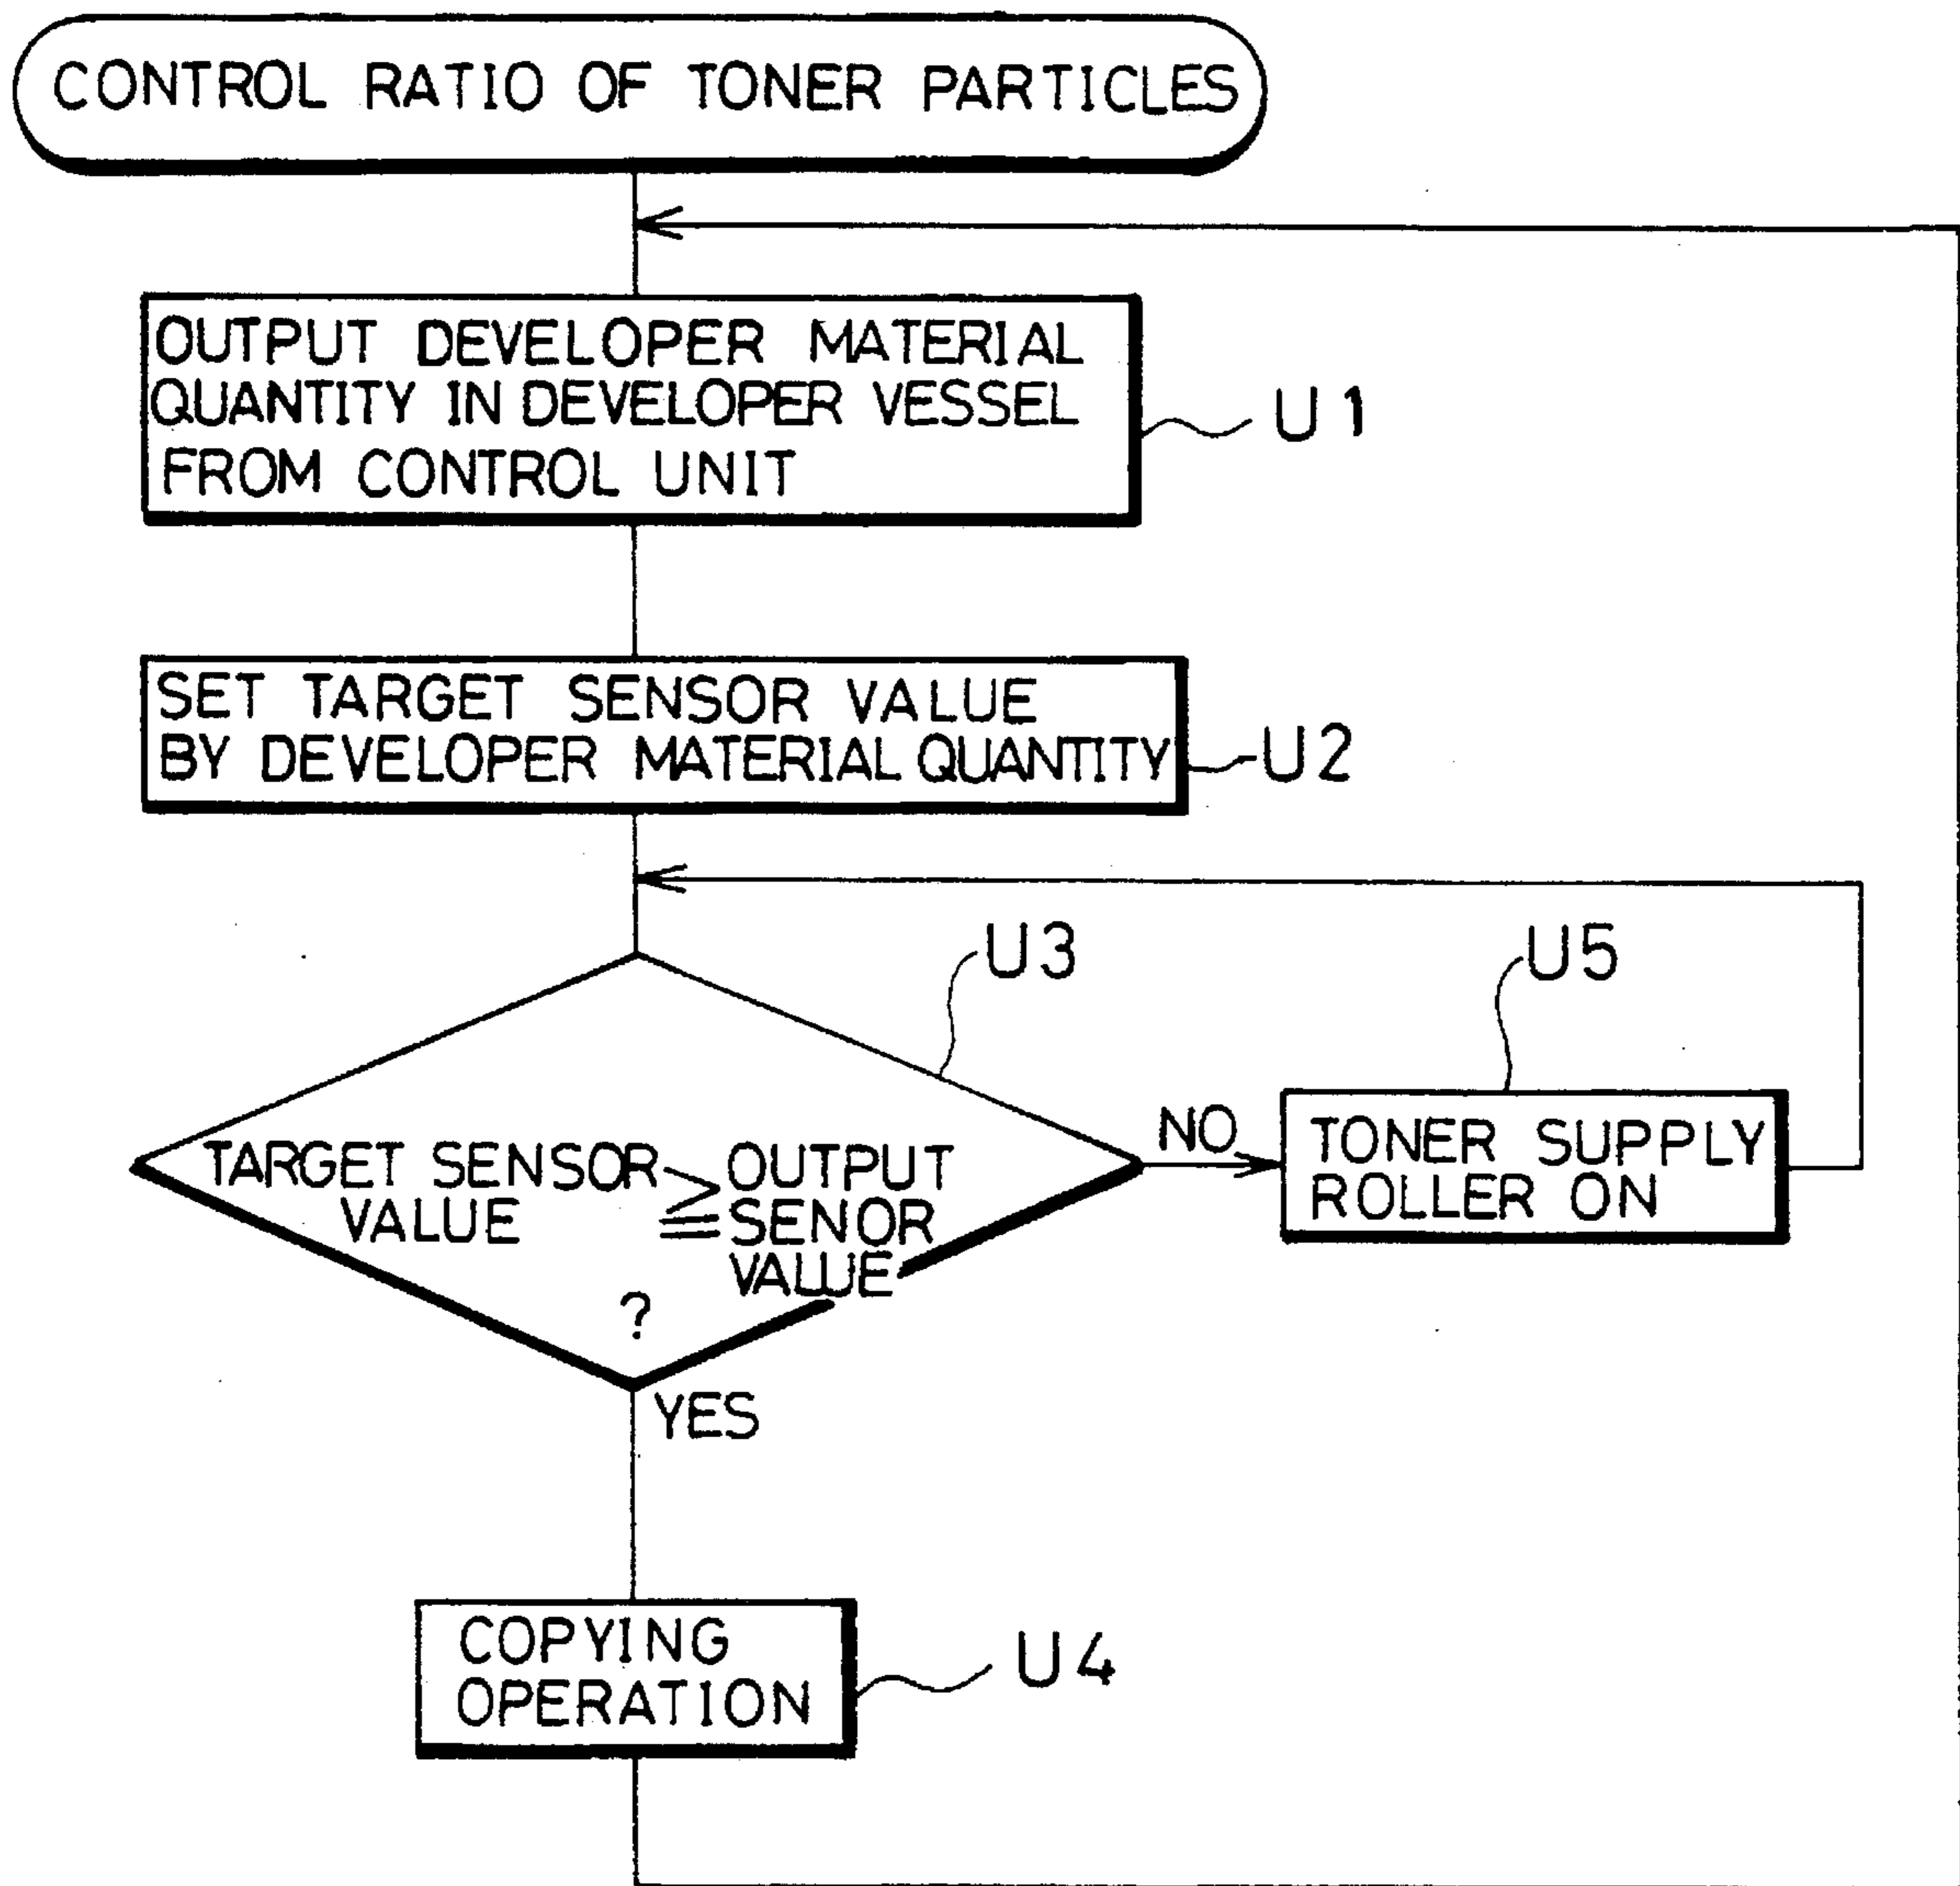 CONTROL RATIO OF TONER PARTICLES
OUTPUT DEVELOPER MATERIAL
QUANTITY IN DEVELOPER VESSEL
FROM CONTROL UNIT
U1
SET TARGET SENSOR VALUE
BY DEVELOPER MATERIAL QUANTITY
U2
U3
U5
TARGET SENSOR
VALUE
≧
OUTPUT
SENOR
VALUE
?
NO
TONER SUPPLY
ROLLER ON
YES
COPYING
OPERATION
U4